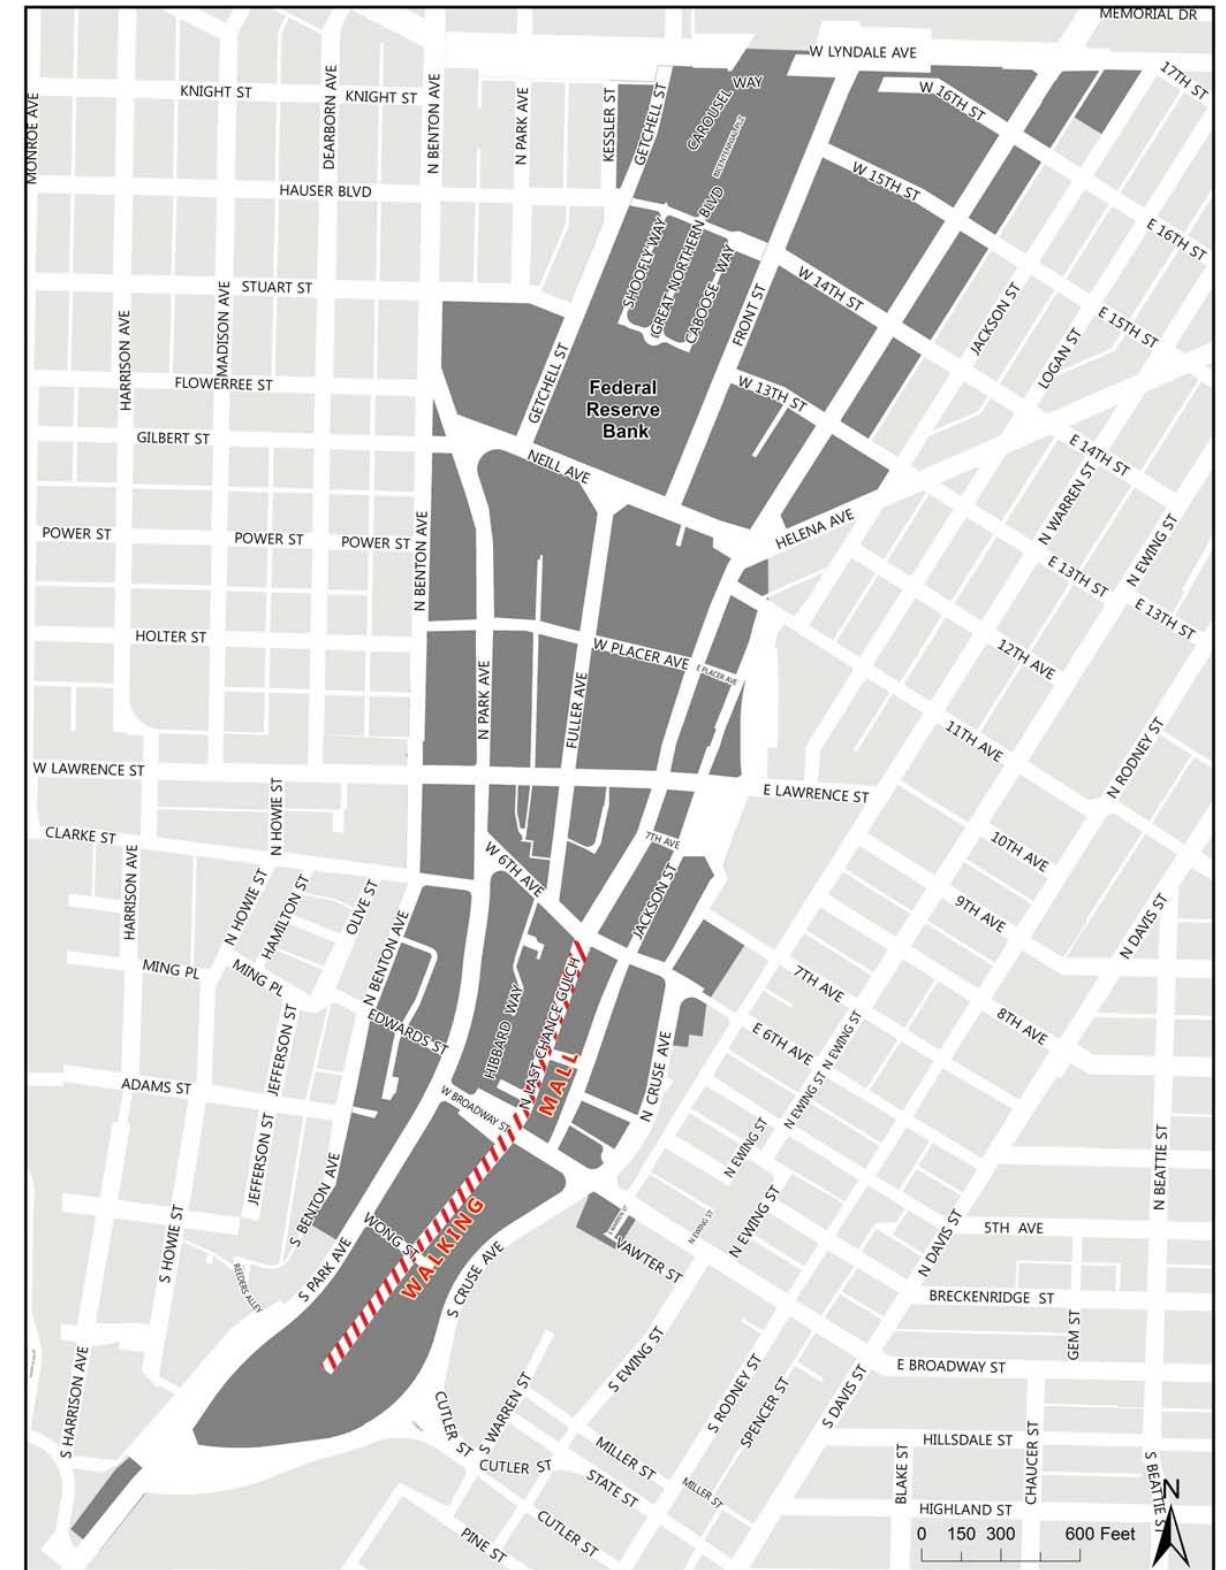 MEMORIAL DR
W LYNDALE AVE
17TH ST
KNIGHT ST
KNIGHT ST
MONROE AVE
DEARBORN AVE
N BENTON AVE
N PARK AVE
KESSLER ST
GETCHELL ST
CAROUSEL WAY
BICENTENNIAL PLZ
W 16TH ST
W 15TH ST
E 16TH ST
HAUSER BLVD
SHOOFLY WAY
GREAT NORTHERN BLVD
CABOOSE WAY
STUART ST
MADISON AVE
HARRISON AVE
FRONT ST
W 14TH ST
JACKSON ST
E 15TH ST
LOGAN ST
FLOWERREE ST
GETCHELL ST
Federal
Reserve
Bank
W 13TH ST
GILBERT ST
NEILL AVE
E 14TH ST
N WARREN ST
N EWING ST
HELENA AVE
POWER ST
POWER ST
POWER ST
N BENTON AVE
E 13TH ST
E 13TH ST
HOLTER ST
W PLACER AVE
E PLACER AVE
12TH AVE
N PARK AVE
FULLER AVE
11TH AVE
N RODNEY ST
W LAWRENCE ST
E LAWRENCE ST
N HOWIE ST
CLARKE ST
7TH AVE
10TH AVE
W 6TH AVE
HARRISON AVE
N HOWIE ST
HAMILTON ST
OLIVE ST
N BENTON AVE
JACKSON ST
9TH AVE
N DAVIS ST
MING PL
MING PL
7TH AVE
HIBBARD WAY
N LAST CHANCE GULCH
EDWARDS ST
JEFFERSON ST
E 6TH AVE
N EWING ST
8TH AVE
N CRUSE AVE
MALL
ADAMS ST
W BROADWAY ST
N EWING ST
JEFFERSON ST
N EWING ST
N BEATTIE ST
S BENTON AVE
S HOWIE ST
WONG ST
WALKING
S WARREN ST
N EWING ST
N EWING ST
5TH AVE
N DAVIS ST
REEDERS ALLEY
S PARK AVE
S CRUSE AVE
VAWTER ST
BRECKENRIDGE ST
GEM ST
S HARRISON AVE
S EWING ST
E BROADWAY ST
S RODNEY ST
SPENCER ST
S DAVIS ST
CUTLER ST
S WARREN ST
HILLSDALE ST
CHAUCER ST
BLAKE ST
S BEATTIE ST
CUTLER ST
MILLER ST
MILLER ST
STATE ST
HIGHLAND ST
CUTLER ST
PINE ST
N
0 150 300 600 Feet